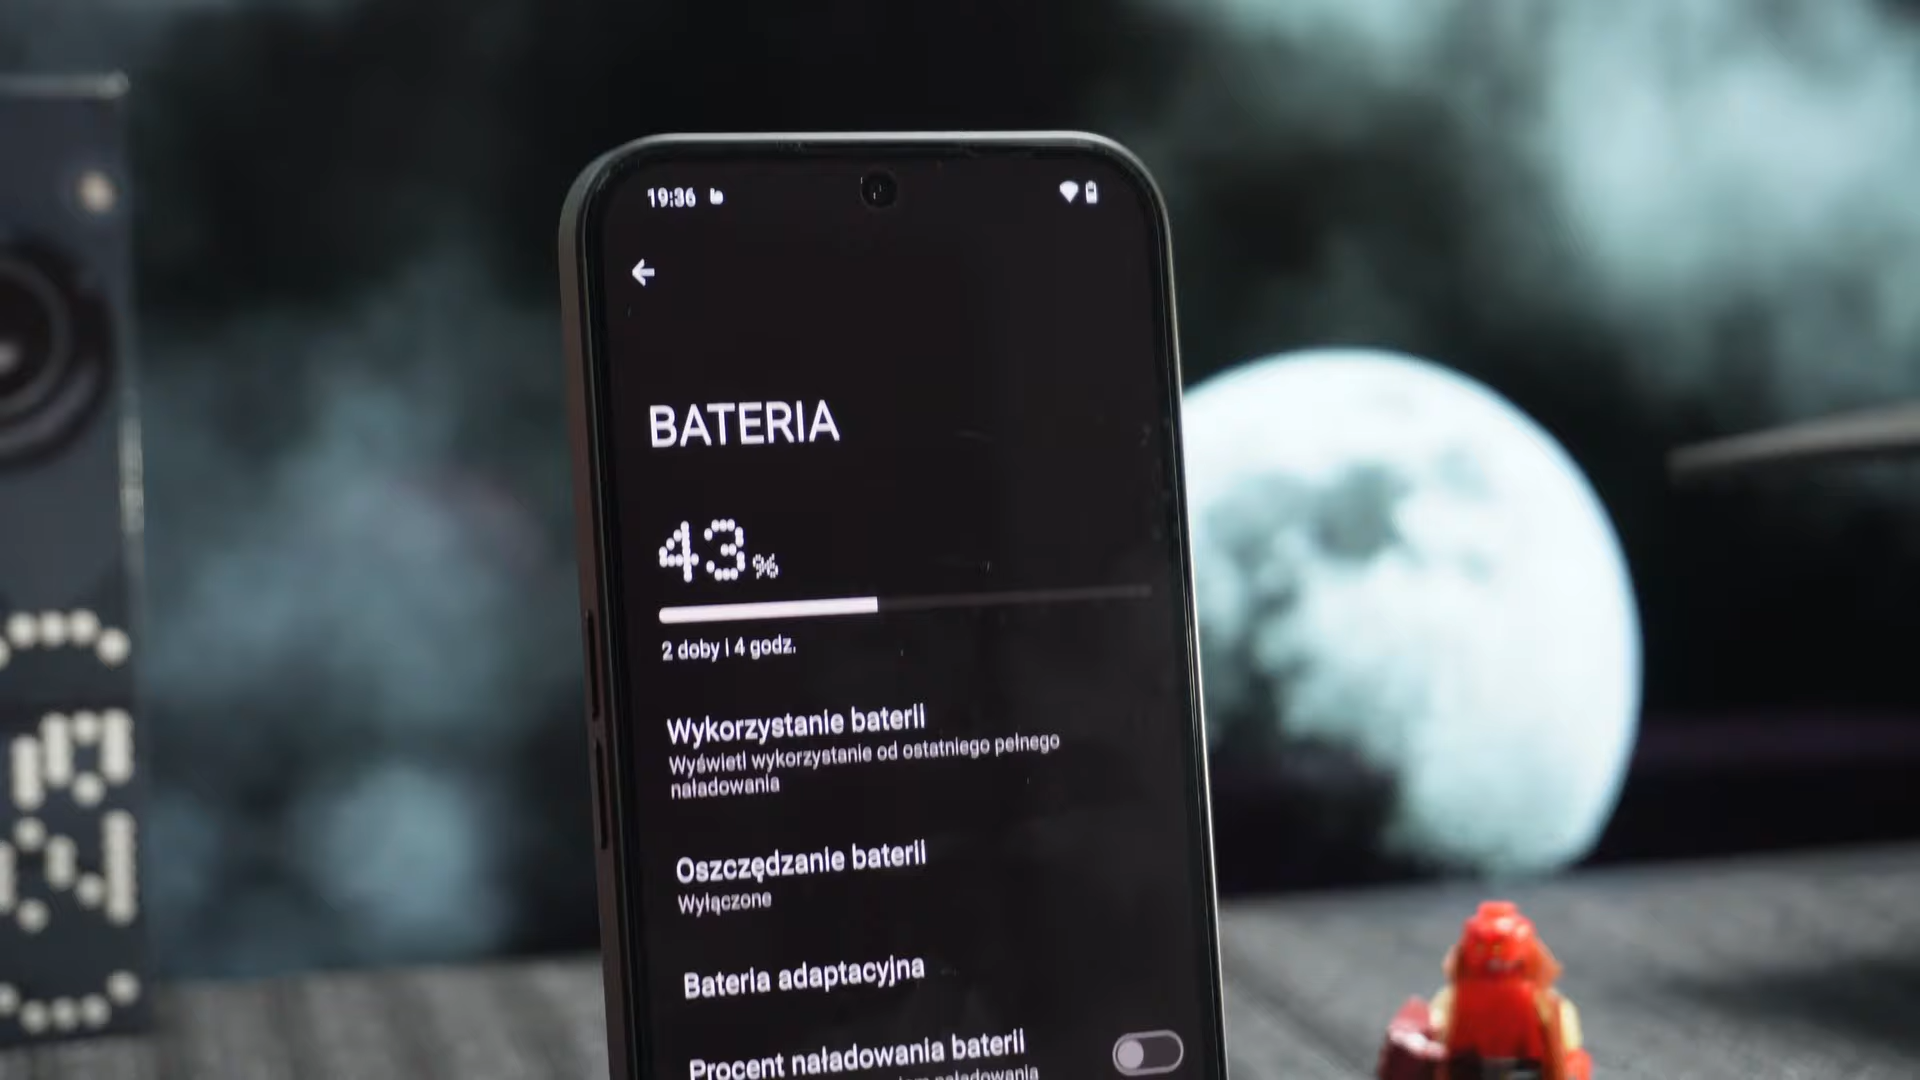 19:36
BATERIA
43%
2 doby i 4 godz.
Wykorzystanie baterii
Wyświetl wykorzystanie od ostatniego pełnego
naładowania
Oszczędzanie baterii
Wyłączone
Bateria adaptacyjna
Procent naładowania baterii
naładowania